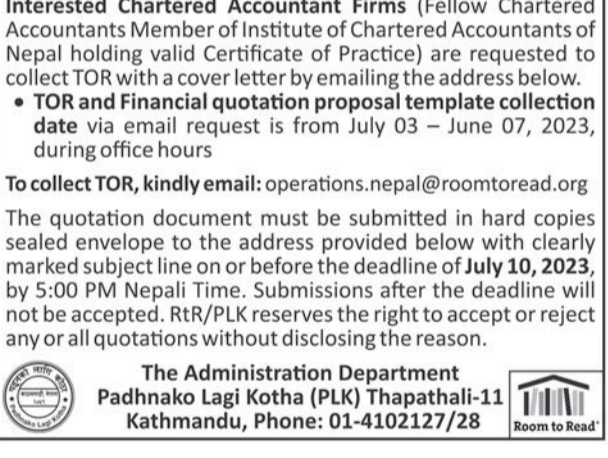 Interested Chartered Accountant Firms (Fellow Chartered
Accountants Member of Institute of Chartered Accountants of
Nepal holding valid Certificate of Practice) are requested to
collect TOR with a cover letter by emailing the address below.
• TOR and Financial quotation proposal template collection
date via email request is from July 03 – June 07, 2023,
during office hours
To collect TOR, kindly email: operations.nepal@roomtoread.org
The quotation document must be submitted in hard copies
sealed envelope to the address provided below with clearly
marked subject line on or before the deadline of July 10, 2023,
by 5:00 PM Nepali Time. Submissions after the deadline will
not be accepted. RtR/PLK reserves the right to accept or reject
any or all quotations without disclosing the reason.
The Administration Department
Padhnako Lagi Kotha (PLK) Thapathali-11
Kathmandu, Phone: 01-4102127/28
पढ्नको लागि कोठा
Padhnako Lagi Kotha
Room to Read